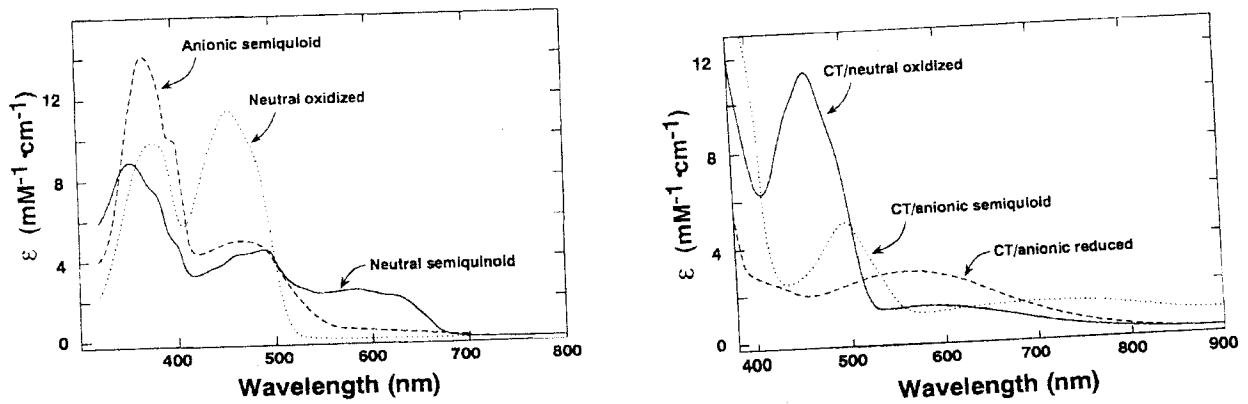 Anionic semiquloid
Neutral oxidized
Neutral semiquinoid
ε (mM⁻¹·cm⁻¹)
12
8
4
0
400
500
600
700
800
Wavelength (nm)
CT/neutral oxidized
CT/anionic semiquloid
CT/anionic reduced
ε (mM⁻¹·cm⁻¹)
12
8
4
0
400
500
600
700
800
900
Wavelength (nm)